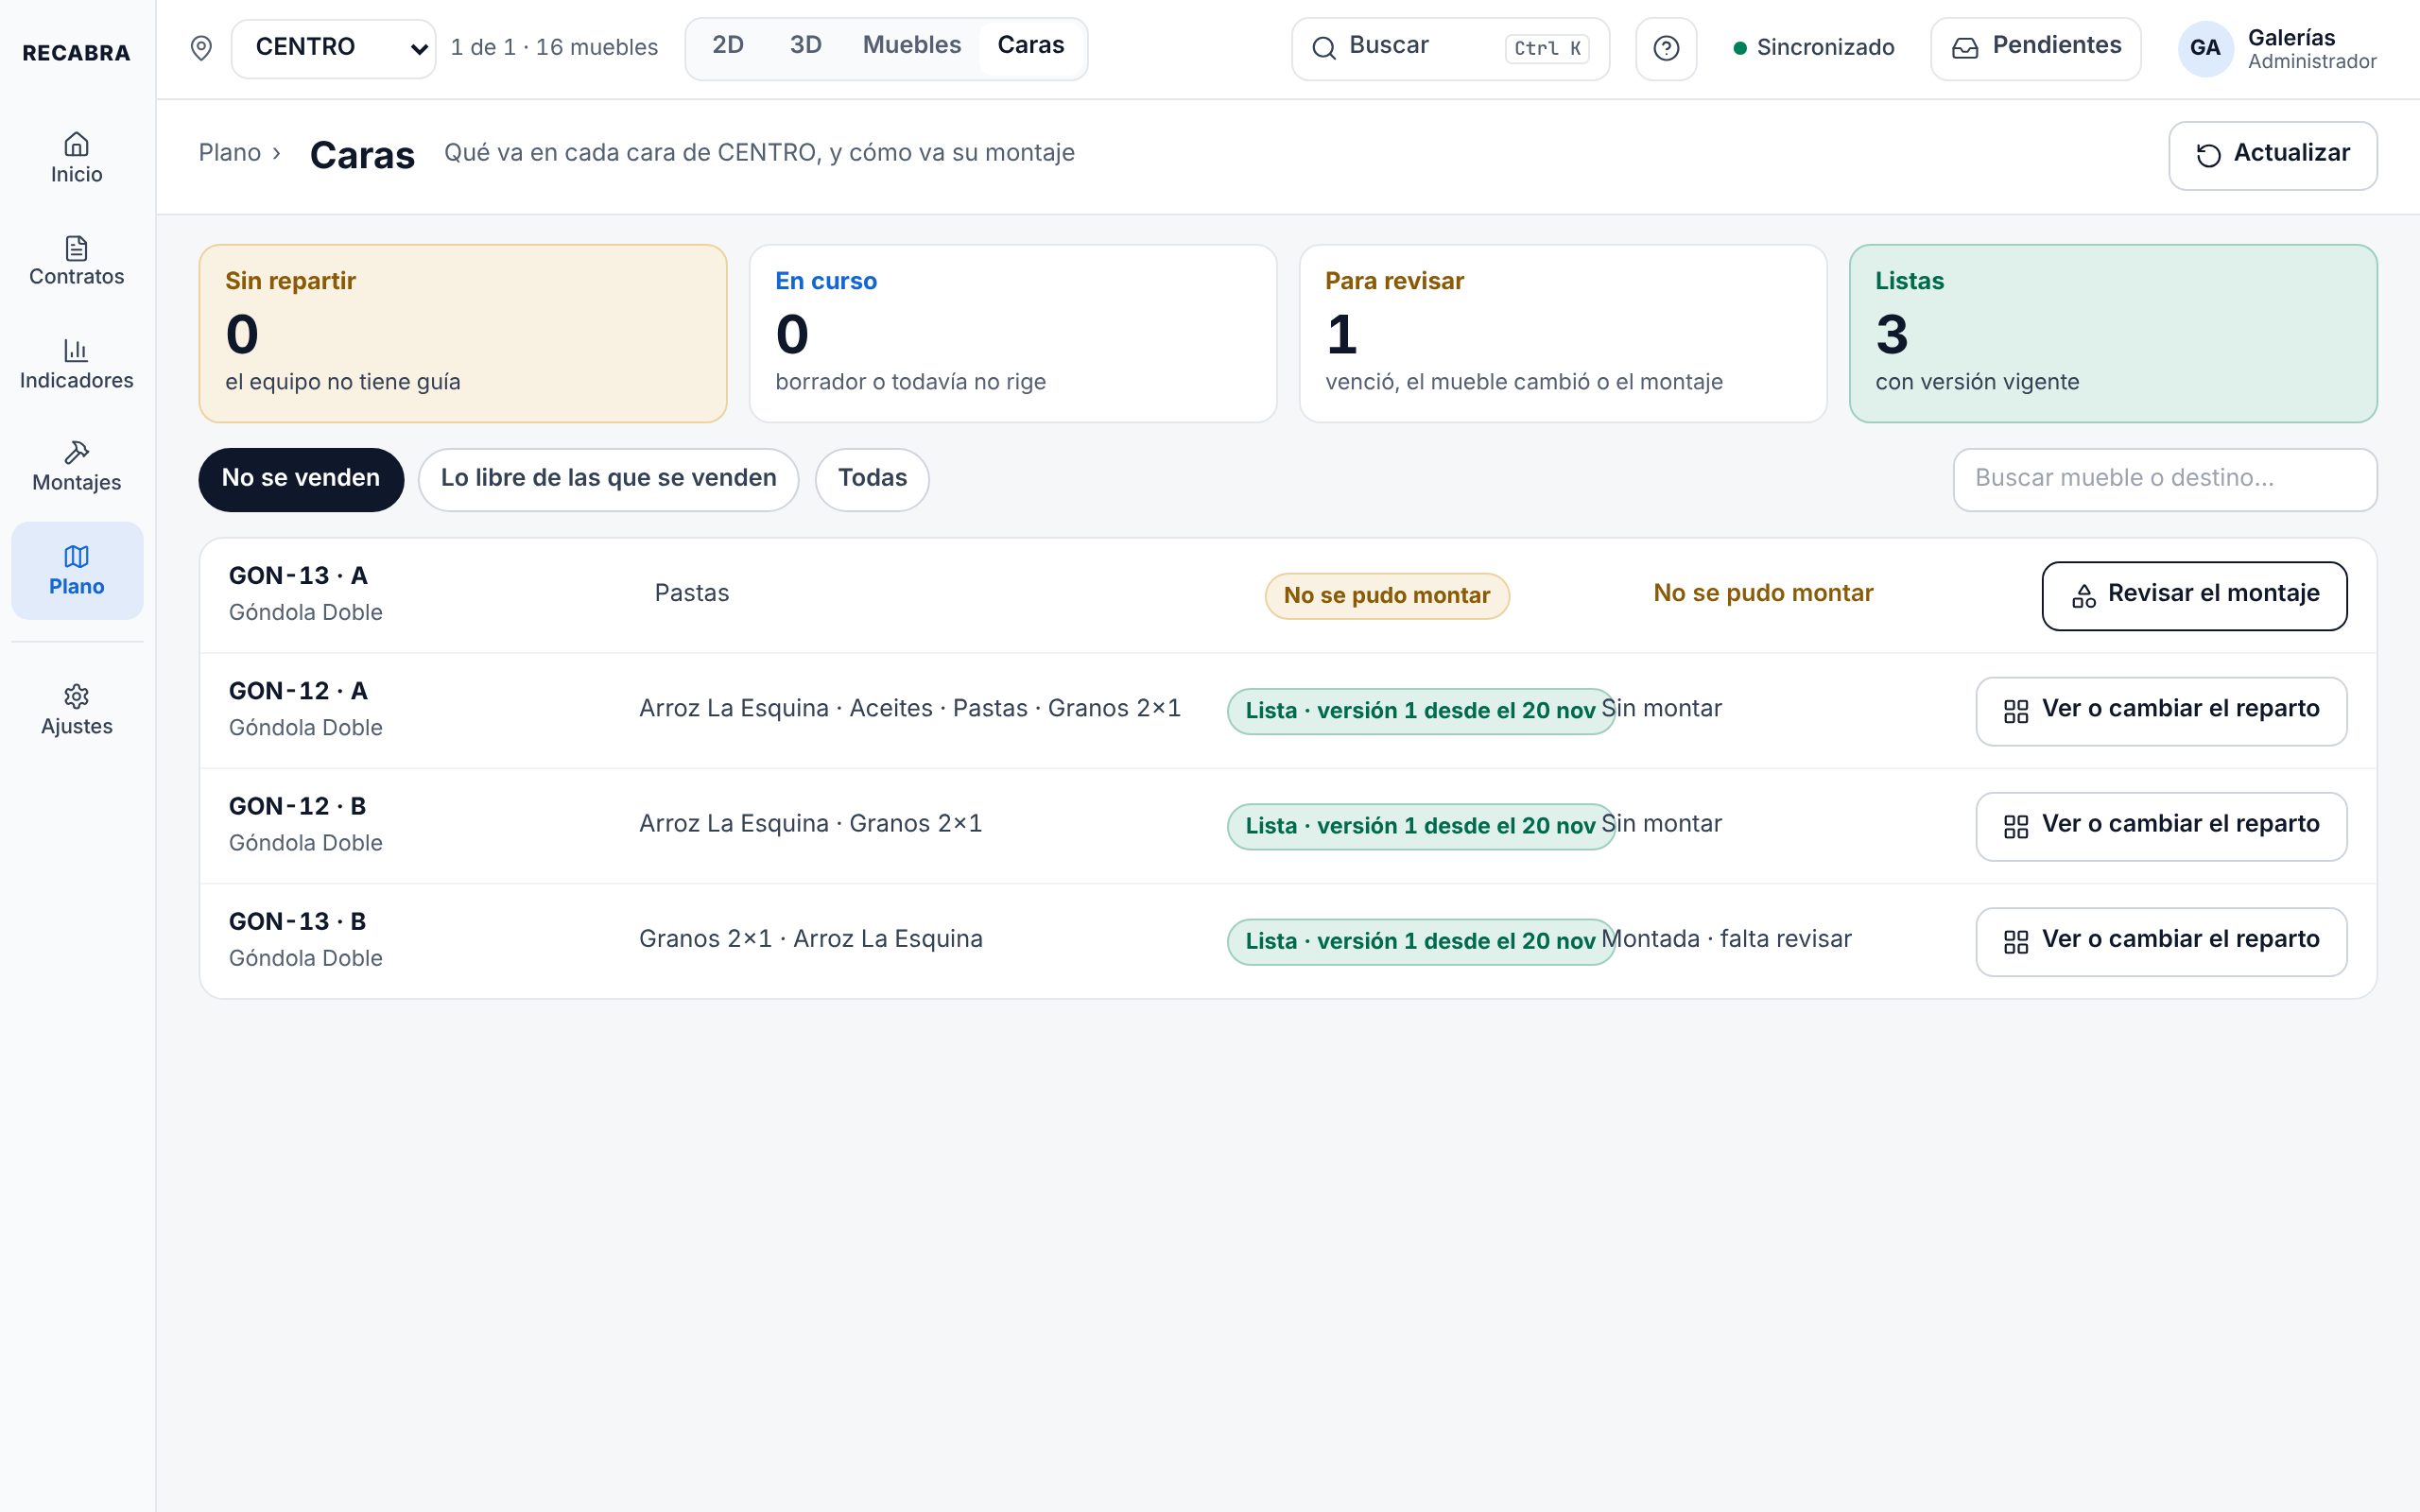 RECABRA
CENTRO
1 de 1 · 16 muebles
2D
3D
Muebles
Caras
Buscar
Ctrl K
Sincronizado
Pendientes
GA
Galerías
Administrador
Inicio
Contratos
Indicadores
Montajes
Plano
Ajustes
Plano ›
Caras
Qué va en cada cara de CENTRO, y cómo va su montaje
Actualizar
Sin repartir
0
el equipo no tiene guía
En curso
0
borrador o todavía no rige
Para revisar
1
venció, el mueble cambió o el montaje
Listas
3
con versión vigente
No se venden
Lo libre de las que se venden
Todas
Buscar mueble o destino...
GON-13 · A
Góndola Doble
Pastas
No se pudo montar
No se pudo montar
Revisar el montaje
GON-12 · A
Góndola Doble
Arroz La Esquina · Aceites · Pastas · Granos 2×1
Lista · versión 1 desde el 20 nov
Sin montar
Ver o cambiar el reparto
GON-12 · B
Góndola Doble
Arroz La Esquina · Granos 2×1
Lista · versión 1 desde el 20 nov
Sin montar
Ver o cambiar el reparto
GON-13 · B
Góndola Doble
Granos 2×1 · Arroz La Esquina
Lista · versión 1 desde el 20 nov
Montada · falta revisar
Ver o cambiar el reparto